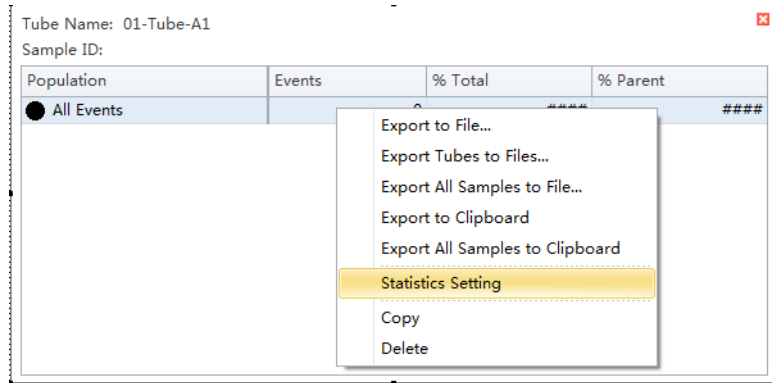 Tube Name: 01-Tube-A1
Sample ID:
Population Events % Total % Parent
All Events #### ####
Export to File...
Export Tubes to Files...
Export All Samples to File...
Export to Clipboard
Export All Samples to Clipboard
Statistics Setting
Copy
Delete